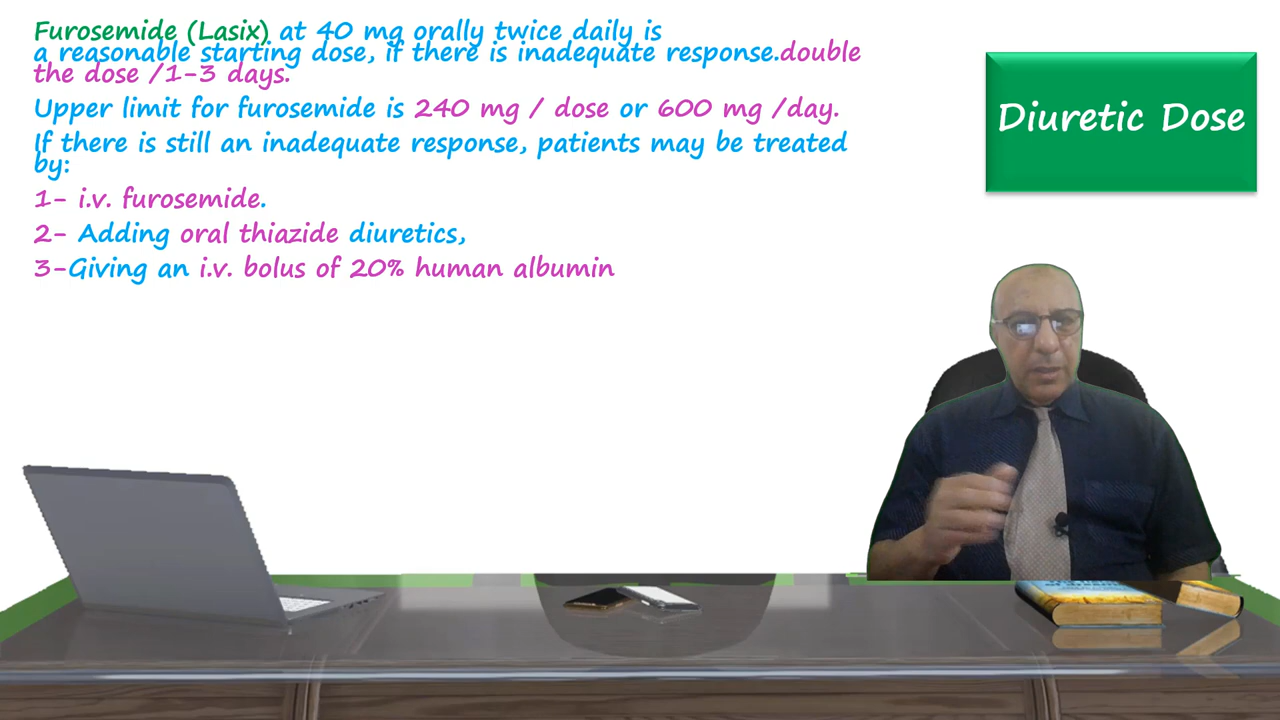 Furosemide (Lasix) at 40 mg orally twice daily is
a reasonable starting dose, if there is inadequate response.double
the dose /1-3 days.
Upper limit for furosemide is 240 mg / dose or 600 mg /day.
If there is still an inadequate response, patients may be treated
by:
1- i.v. furosemide.
2- Adding oral thiazide diuretics,
3-Giving an i.v. bolus of 20% human albumin
Diuretic Dose